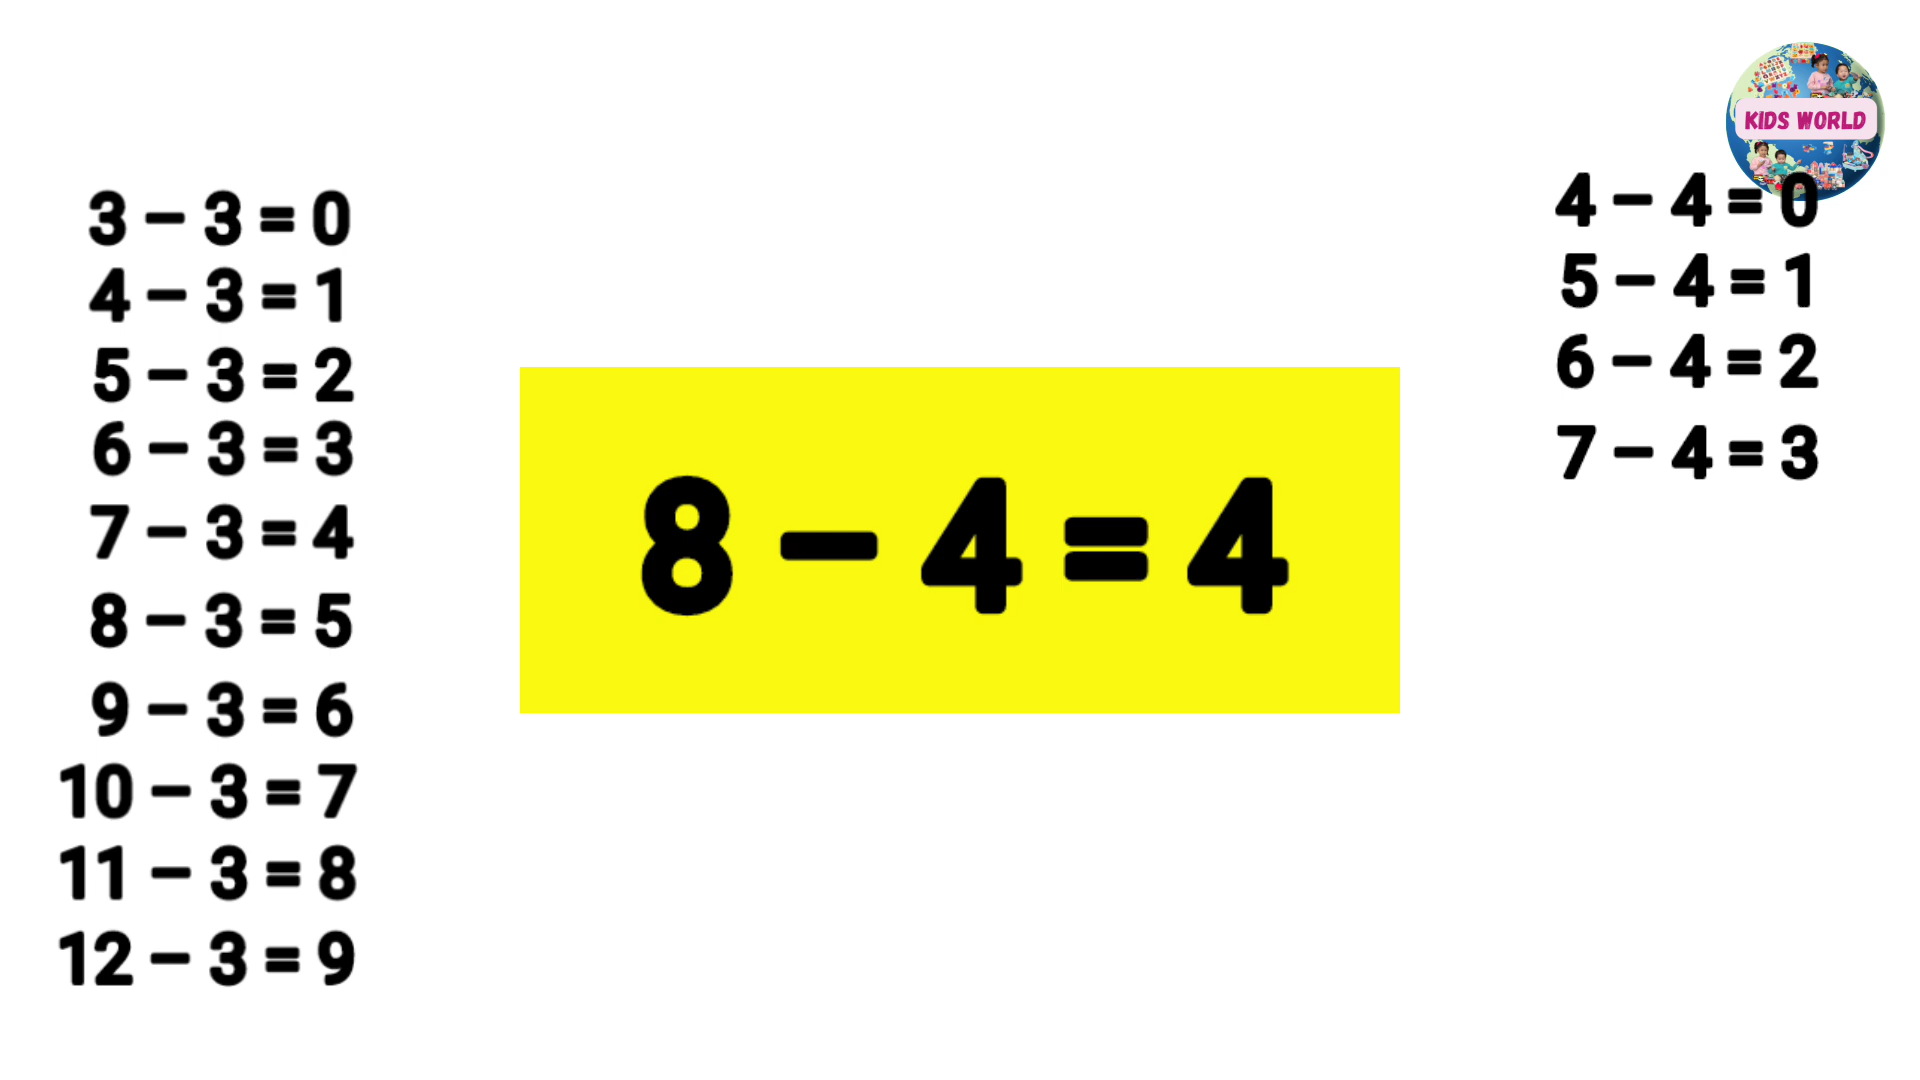 3 – 3 = 0
4 – 3 = 1
5 – 3 = 2
6 – 3 = 3
7 – 3 = 4
8 – 3 = 5
9 – 3 = 6
10 – 3 = 7
11 – 3 = 8
12 – 3 = 9
8 – 4 = 4
KIDS WORLD
4 – 4 = 0
5 – 4 = 1
6 – 4 = 2
7 – 4 = 3